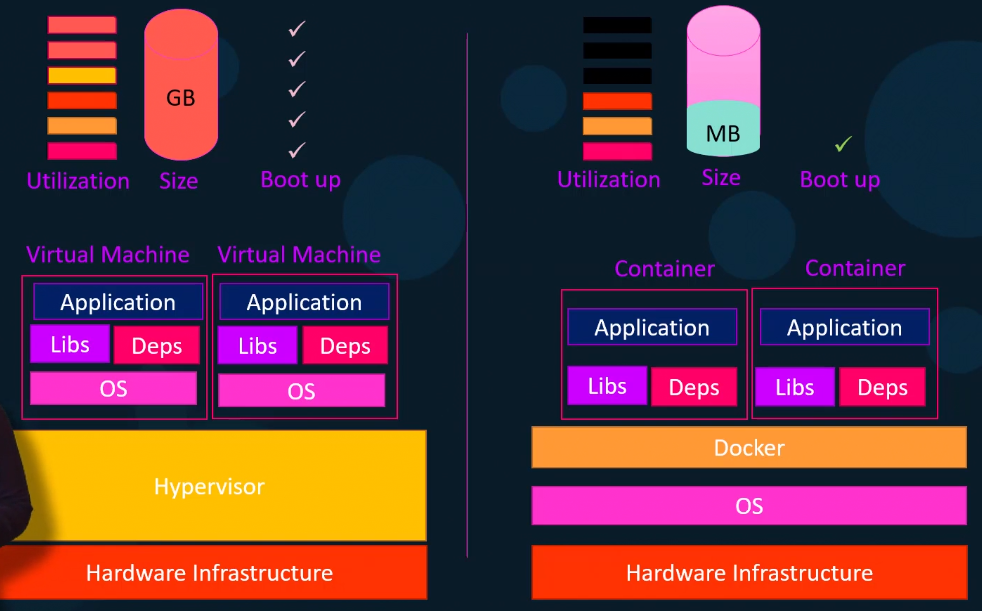 GB
Utilization
Size
Boot up
Virtual Machine
Virtual Machine
Application
Application
Libs
Deps
Libs
Deps
OS
OS
Hypervisor
Hardware Infrastructure
MB
Utilization
Size
Boot up
Container
Container
Application
Application
Libs
Deps
Libs
Deps
Docker
OS
Hardware Infrastructure